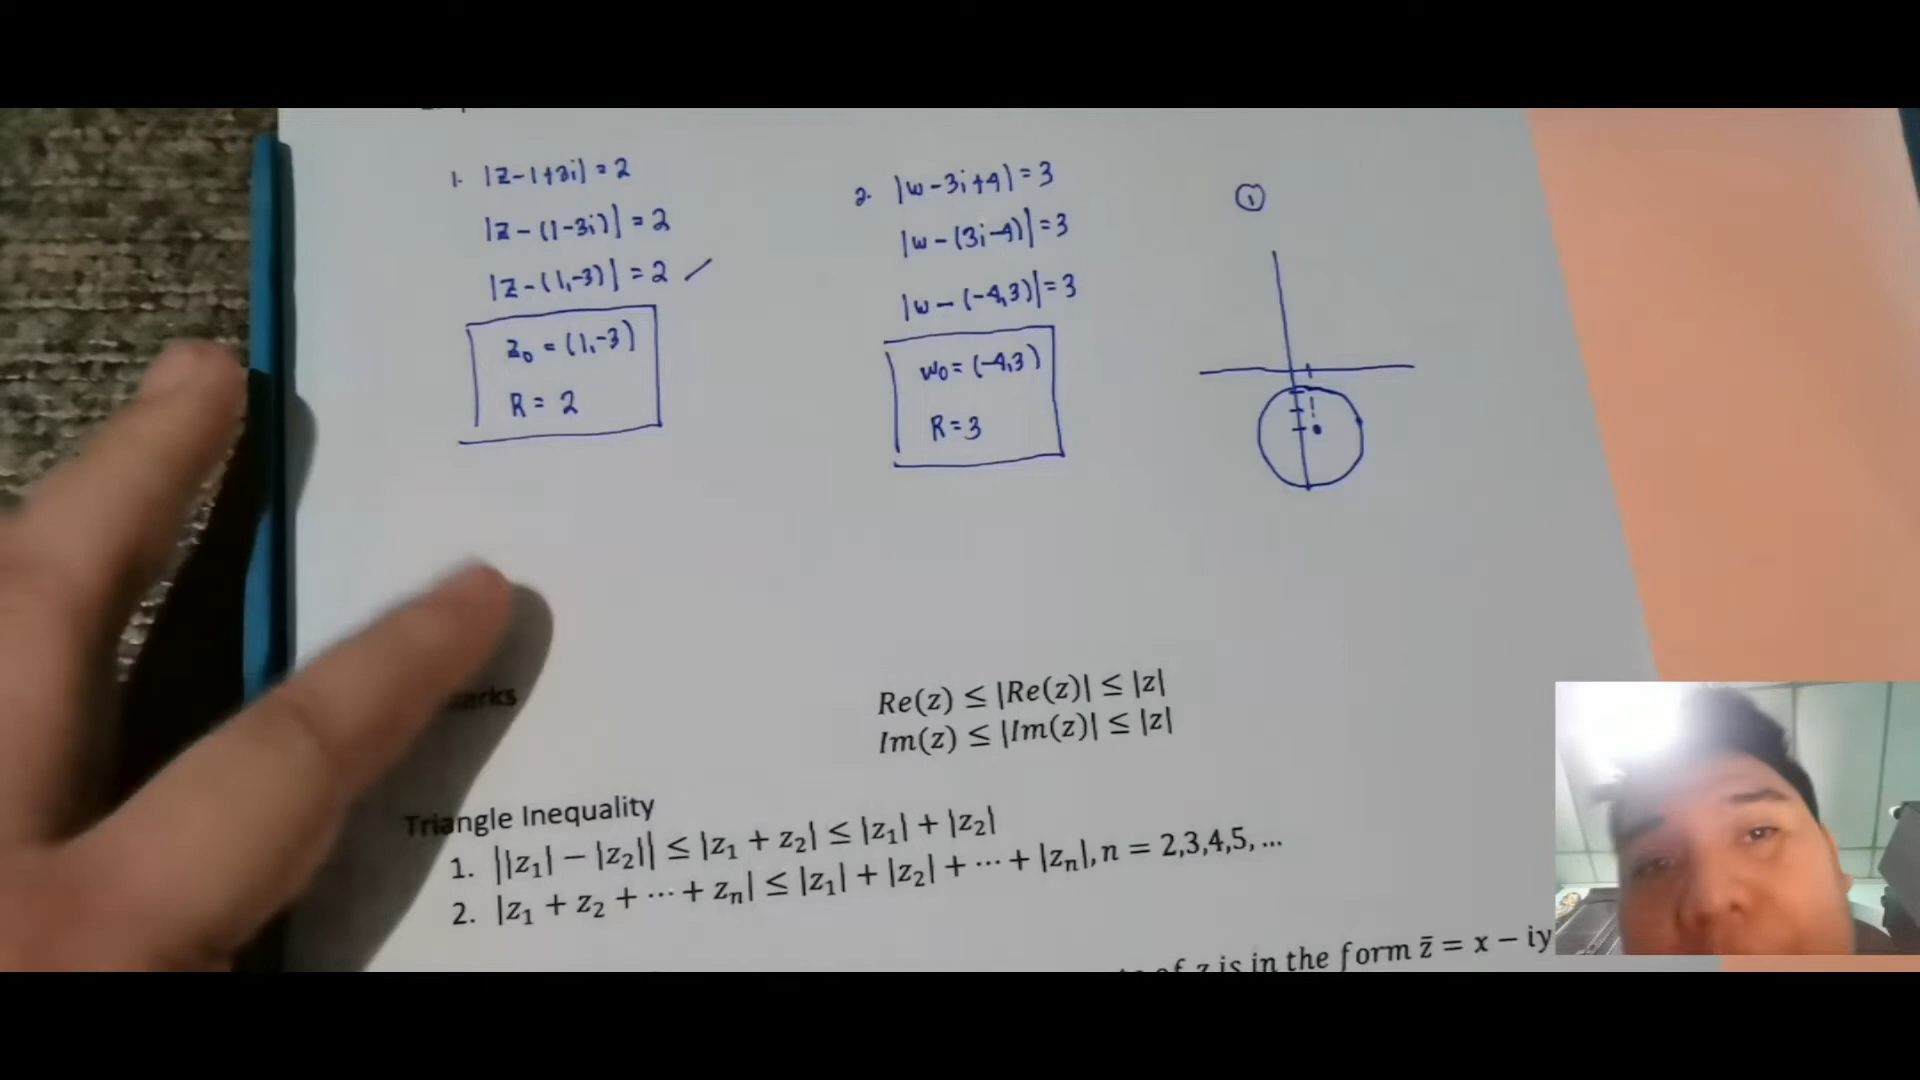 1. |z-1+3i| = 2
|z-(1-3i)| = 2
|z-(1,-3)| = 2
z₀ = (1,-3)
R = 2
2. |w-3i+4| = 3
|w-(3i-4)| = 3
|w-(-4,3)| = 3
w₀ = (-4,3)
R = 3
①
Re(z) ≤ |Re(z)| ≤ |z|
Im(z) ≤ |Im(z)| ≤ |z|
Triangle Inequality
1. ||z₁| − |z₂|| ≤ |z₁ + z₂| ≤ |z₁| + |z₂|
2. |z₁ + z₂ + ⋯ + zₙ| ≤ |z₁| + |z₂| + ⋯ + |zₙ|, n = 2,3,4,5, ...
of z is in the form z̄ = x − iy